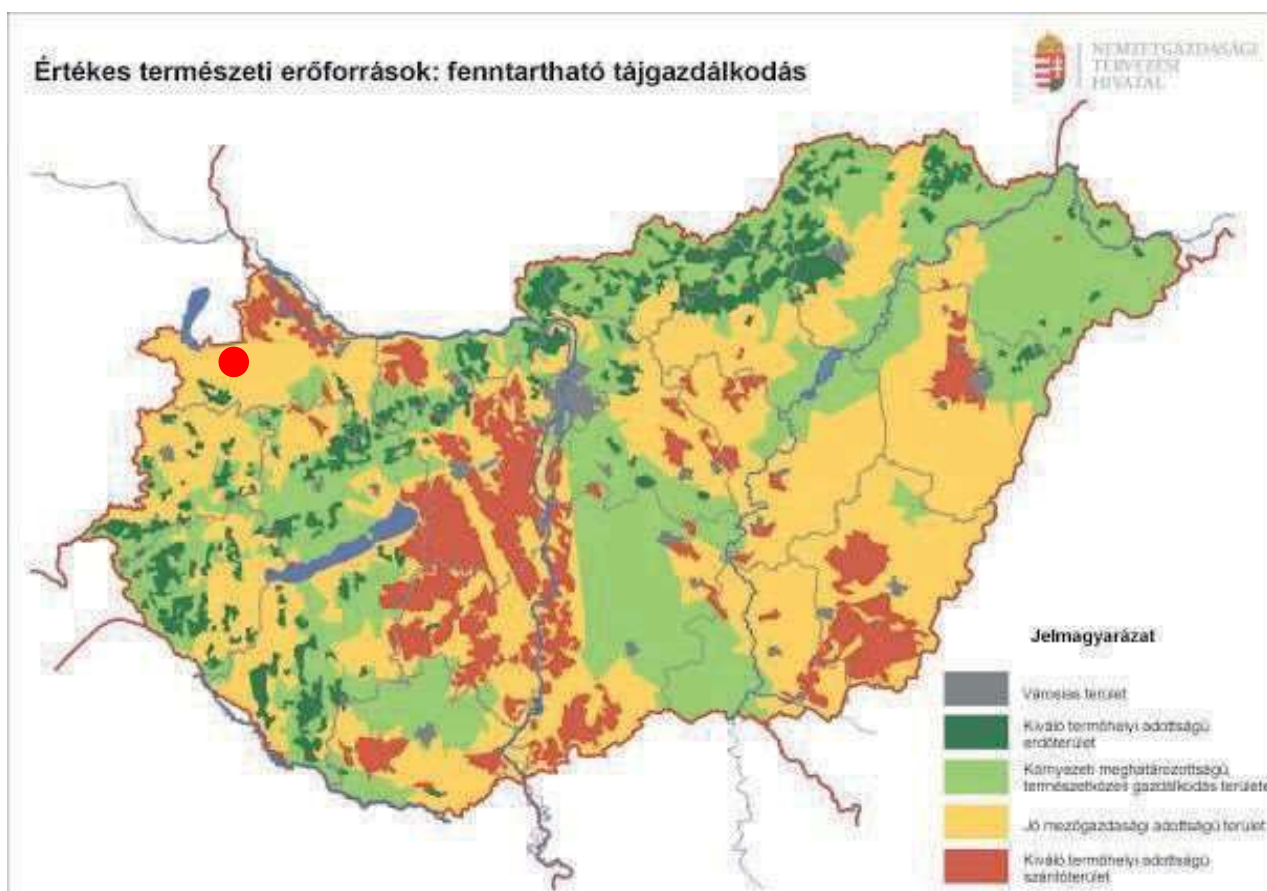 Értékes természeti erőforrások: fenntartható tájgazdálkodás
NEMZETGAZDASÁGI
TERVEZÉSI
HIVATAL
Jelmagyarázat
Városias terület
Kiváló termőhelyi adottságú
erdőterület
Környezeti meghatározottságú,
természetközeli gazdálkodás területe
Jó mezőgazdasági adottságú terület
Kiváló termőhelyi adottságú
szántóterület